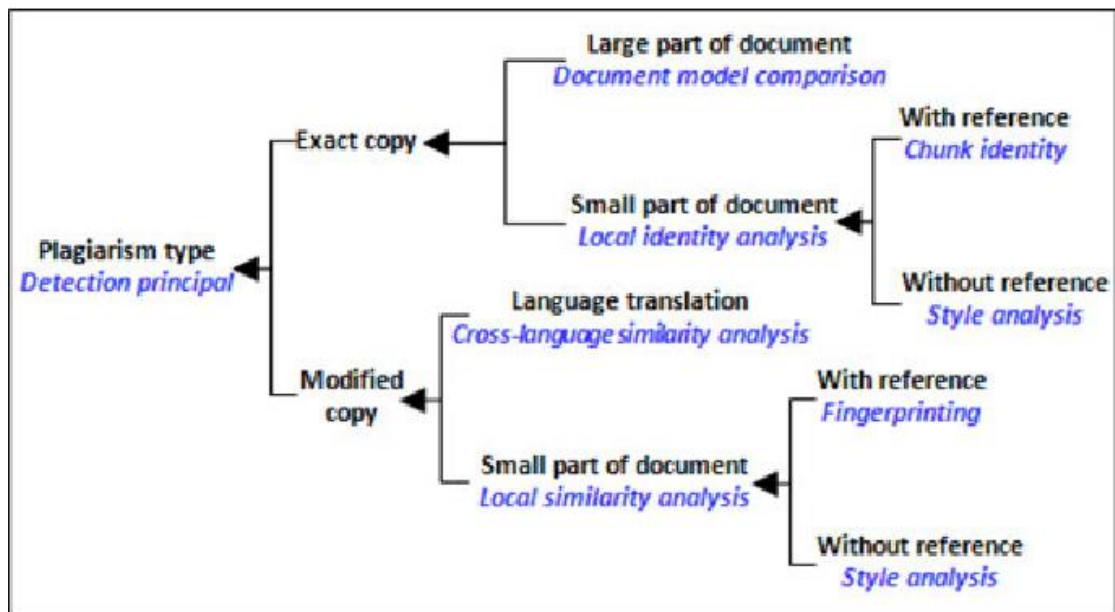 Large part of document
Document model comparison
With reference
Chunk identity
Exact copy
Small part of document
Local identity analysis
Plagiarism type
Detection principal
Without reference
Style analysis
Language translation
Cross-language similarity analysis
Modified
copy
With reference
Fingerprinting
Small part of document
Local similarity analysis
Without reference
Style analysis